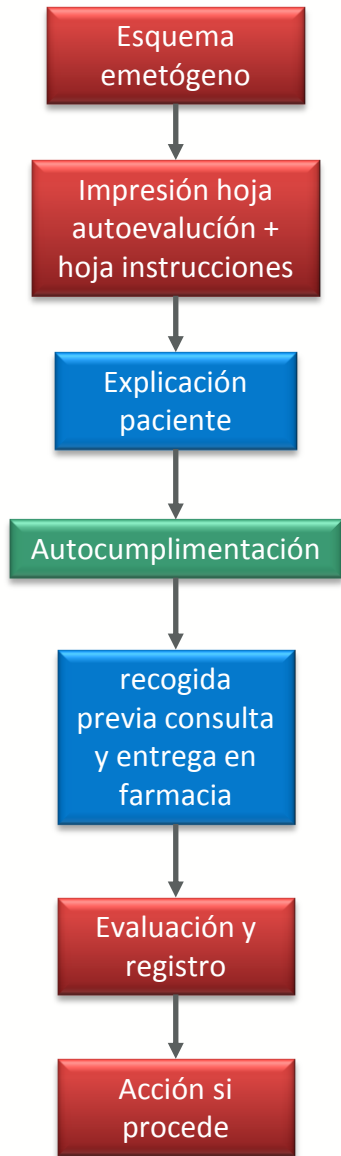 Esquema
emetógeno
Impresión hoja
autoevalucíón +
hoja instrucciones
Explicación
paciente
Autocumplimentación
recogida
previa consulta
y entrega en
farmacia
Evaluación y
registro
Acción si
procede